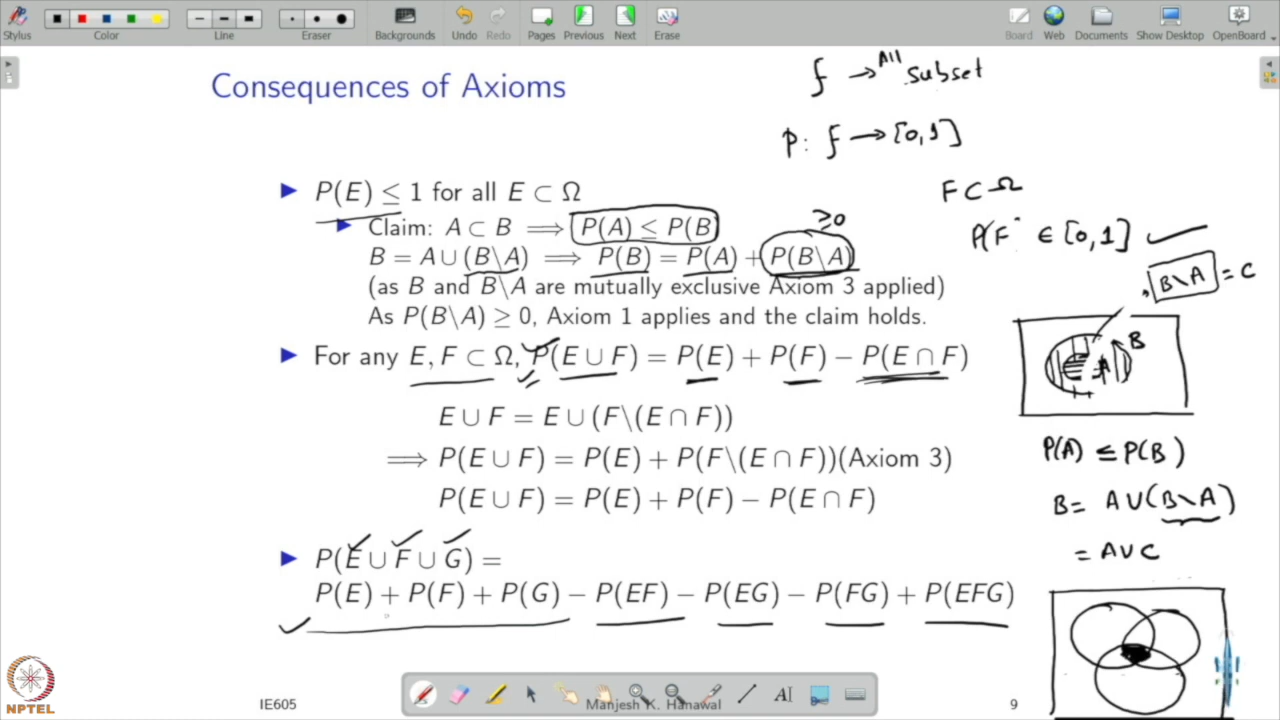 Stylus
Color
Line
Eraser
Backgrounds
Undo
Redo
Pages
Previous
Next
Erase
Board
Web
Documents
Show Desktop
OpenBoard
Consequences of Axioms
f → All subset
P: f → [0,1]
▶ P(E) ≤ 1 for all E ⊂ Ω
F ⊂ Ω
▶ Claim: A ⊂ B ⟹ P(A) ≤ P(B
≥0
P(F ∈ [0,1] ✓
B = A ∪ (B\A) ⟹ P(B) = P(A) + P(B\A)
B\A = C
(as B and B\A are mutually exclusive Axiom 3 applied)
As P(B\A) ≥ 0, Axiom 1 applies and the claim holds.
▶ For any E, F ⊂ Ω, P(E ∪ F) = P(E) + P(F) − P(E ∩ F)
B
A
E ∪ F = E ∪ (F\(E ∩ F))
⟹ P(E ∪ F) = P(E) + P(F\(E ∩ F))(Axiom 3)
P(A) ≤ P(B)
P(E ∪ F) = P(E) + P(F) − P(E ∩ F)
B = A∪(B\A)
= A∪C
▶ P(E ∪ F ∪ G) =
P(E) + P(F) + P(G) − P(EF) − P(EG) − P(FG) + P(EFG)
NPTEL
IE605
Manjesh K. Hanawal
9